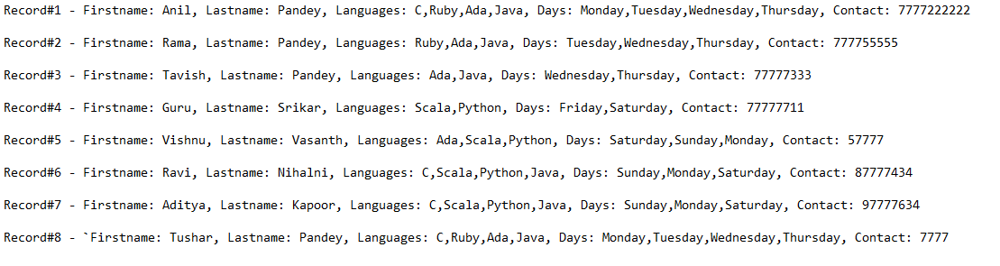 Record#1 - Firstname: Anil, Lastname: Pandey, Languages: C,Ruby,Ada,Java, Days: Monday,Tuesday,Wednesday,Thursday, Contact: 7777222222
Record#2 - Firstname: Rama, Lastname: Pandey, Languages: Ruby,Ada,Java, Days: Tuesday,Wednesday,Thursday, Contact: 777755555
Record#3 - Firstname: Tavish, Lastname: Pandey, Languages: Ada,Java, Days: Wednesday,Thursday, Contact: 77777333
Record#4 - Firstname: Guru, Lastname: Srikar, Languages: Scala,Python, Days: Friday,Saturday, Contact: 77777711
Record#5 - Firstname: Vishnu, Lastname: Vasanth, Languages: Ada,Scala,Python, Days: Saturday,Sunday,Monday, Contact: 57777
Record#6 - Firstname: Ravi, Lastname: Nihalni, Languages: C,Scala,Python,Java, Days: Sunday,Monday,Saturday, Contact: 87777434
Record#7 - Firstname: Aditya, Lastname: Kapoor, Languages: C,Scala,Python,Java, Days: Sunday,Monday,Saturday, Contact: 97777634
Record#8 - `Firstname: Tushar, Lastname: Pandey, Languages: C,Ruby,Ada,Java, Days: Monday,Tuesday,Wednesday,Thursday, Contact: 7777